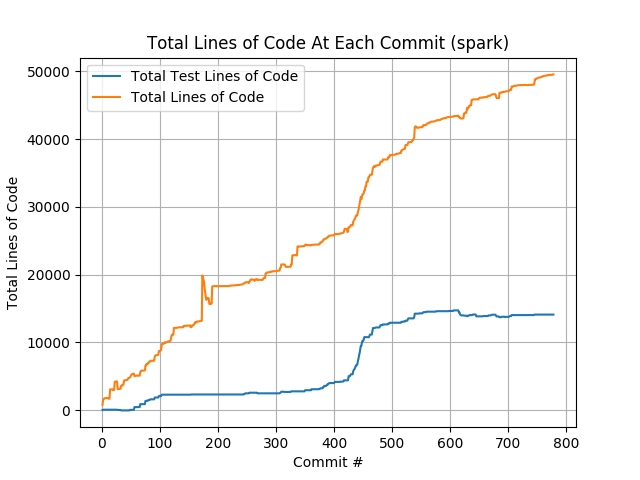 Total Lines of Code At Each Commit (spark)
Total Test Lines of Code
Total Lines of Code
Total Lines of Code
50000
40000
30000
20000
10000
0
0 100 200 300 400 500 600 700 800
Commit #